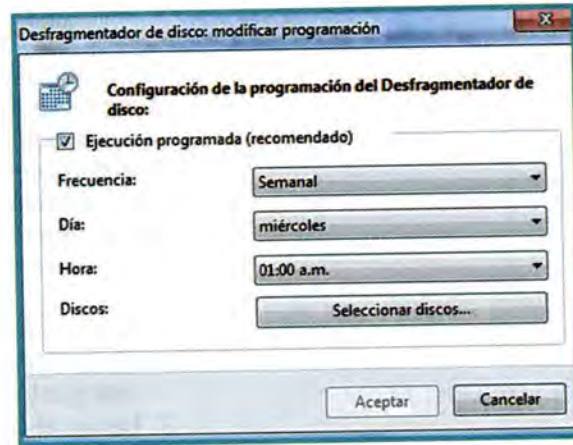 Desfragmentador de disco: modificar programación
Configuración de la programación del Desfragmentador de
disco:
Ejecución programada (recomendado)
Frecuencia: Semanal
Día: miércoles
Hora: 01:00 a.m.
Discos: Seleccionar discos...
Aceptar Cancelar